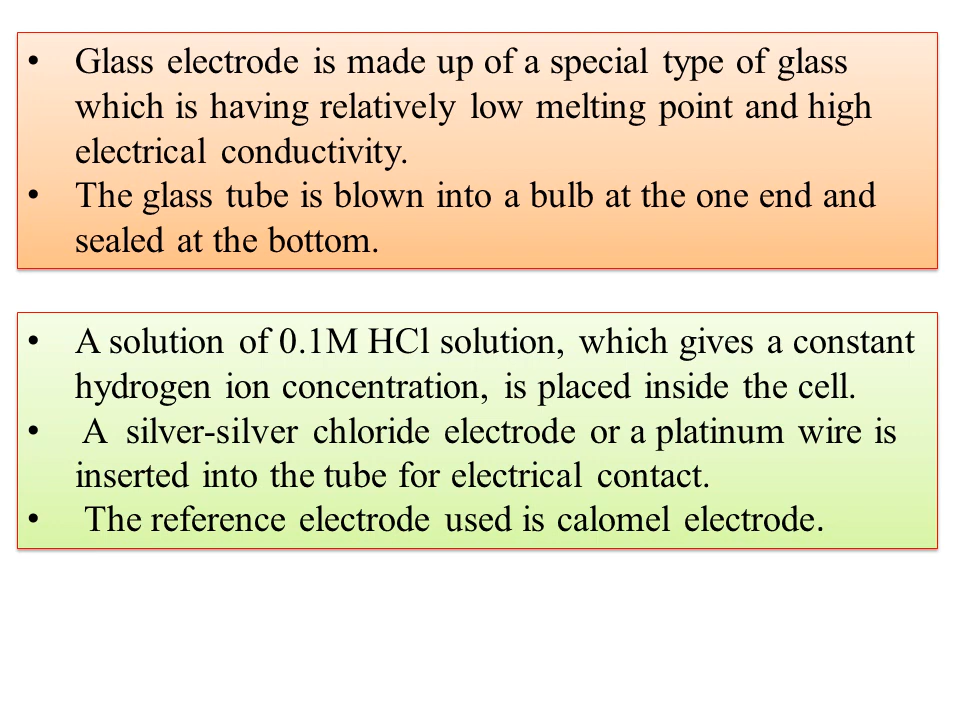 • Glass electrode is made up of a special type of glass
which is having relatively low melting point and high
electrical conductivity.
• The glass tube is blown into a bulb at the one end and
sealed at the bottom.
• A solution of 0.1M HCl solution, which gives a constant
hydrogen ion concentration, is placed inside the cell.
• A silver-silver chloride electrode or a platinum wire is
inserted into the tube for electrical contact.
• The reference electrode used is calomel electrode.